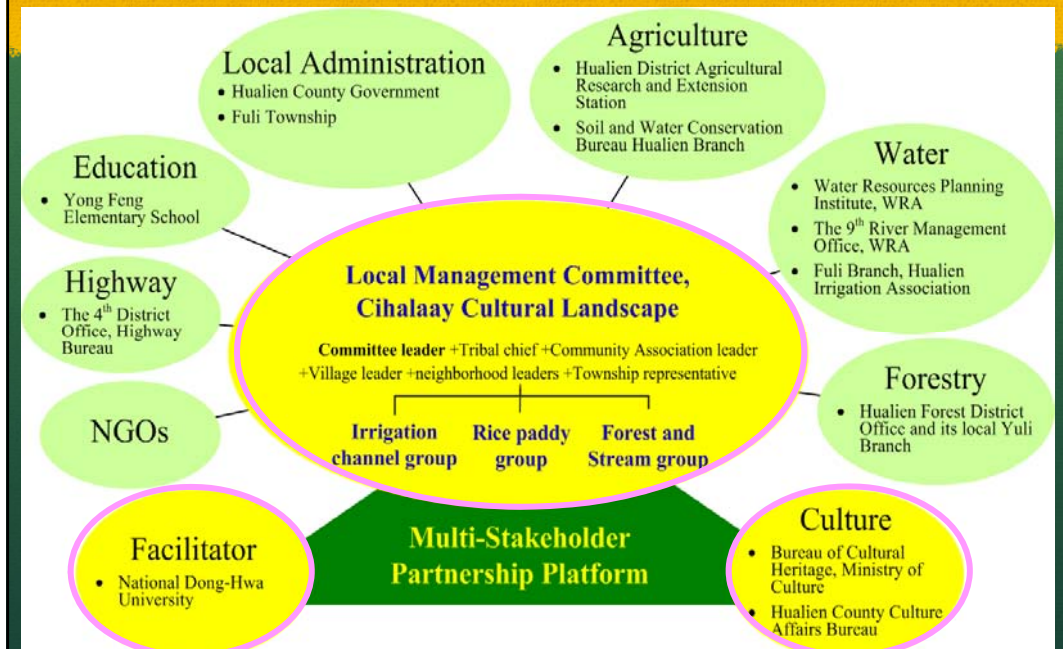 Agriculture
• Hualien District Agricultural
Research and Extension
Station
• Soil and Water Conservation
Bureau Hualien Branch
Local Administration
• Hualien County Government
• Fuli Township
Water
• Water Resources Planning
Institute, WRA
• The 9th River Management
Office, WRA
• Fuli Branch, Hualien
Irrigation Association
Education
• Yong Feng
Elementary School
Highway
• The 4th District
Office, Highway
Bureau
Local Management Committee,
Cihalaay Cultural Landscape
Committee leader +Tribal chief +Community Association leader
+Village leader +neighborhood leaders +Township representative
Irrigation
channel group
Rice paddy
group
Forest and
Stream group
Forestry
• Hualien Forest District
Office and its local Yuli
Branch
NGOs
Facilitator
• National Dong-Hwa
University
Multi-Stakeholder
Partnership Platform
Culture
• Bureau of Cultural
Heritage, Ministry of
Culture
• Hualien County Culture
Affairs Bureau